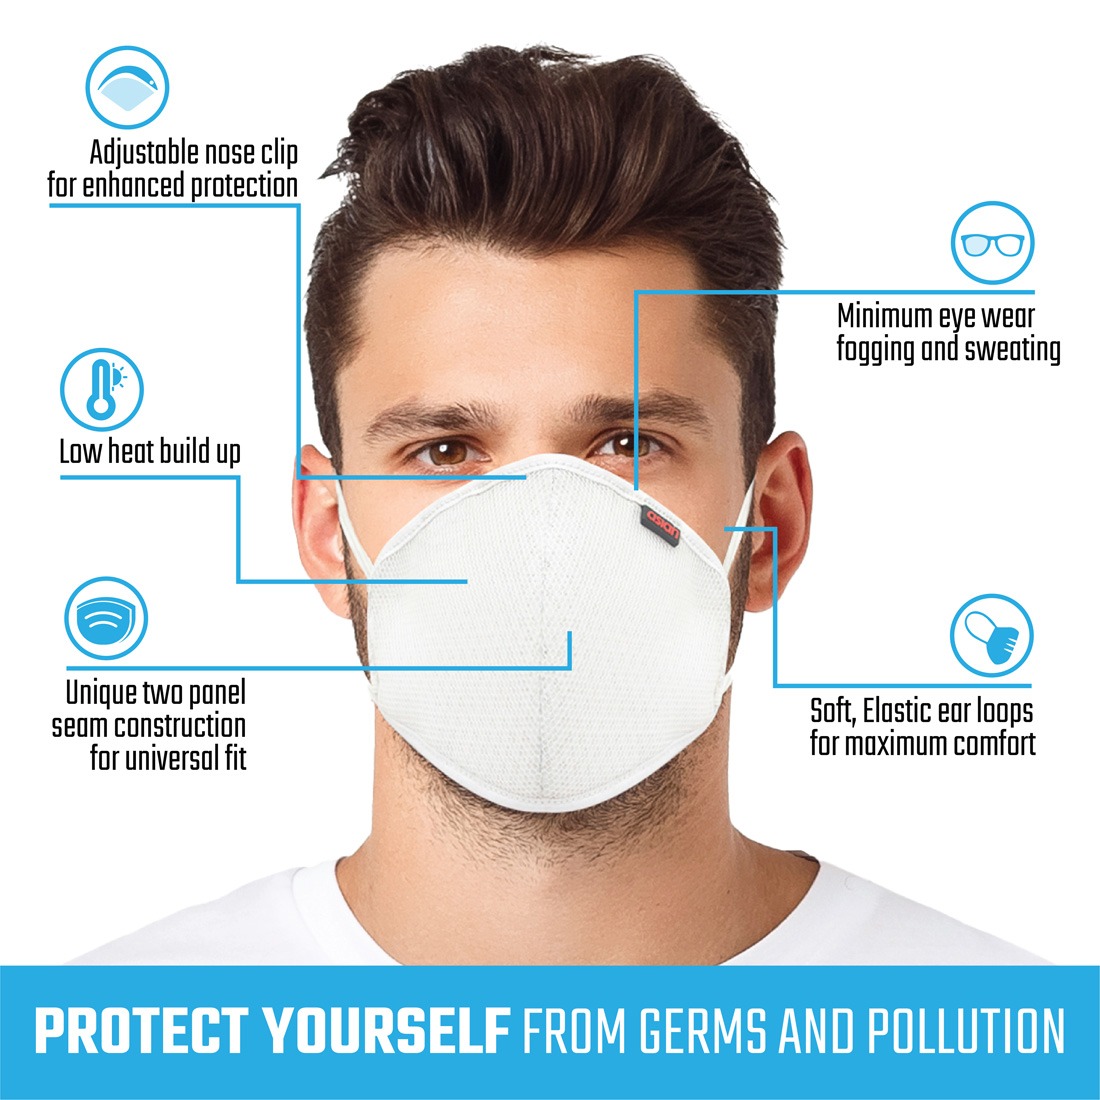 Adjustable nose clip
for enhanced protection
Minimum eye wear
fogging and sweating
Low heat build up
asian
Unique two panel
seam construction
for universal fit
Soft, Elastic ear loops
for maximum comfort
PROTECT YOURSELF FROM GERMS AND POLLUTION